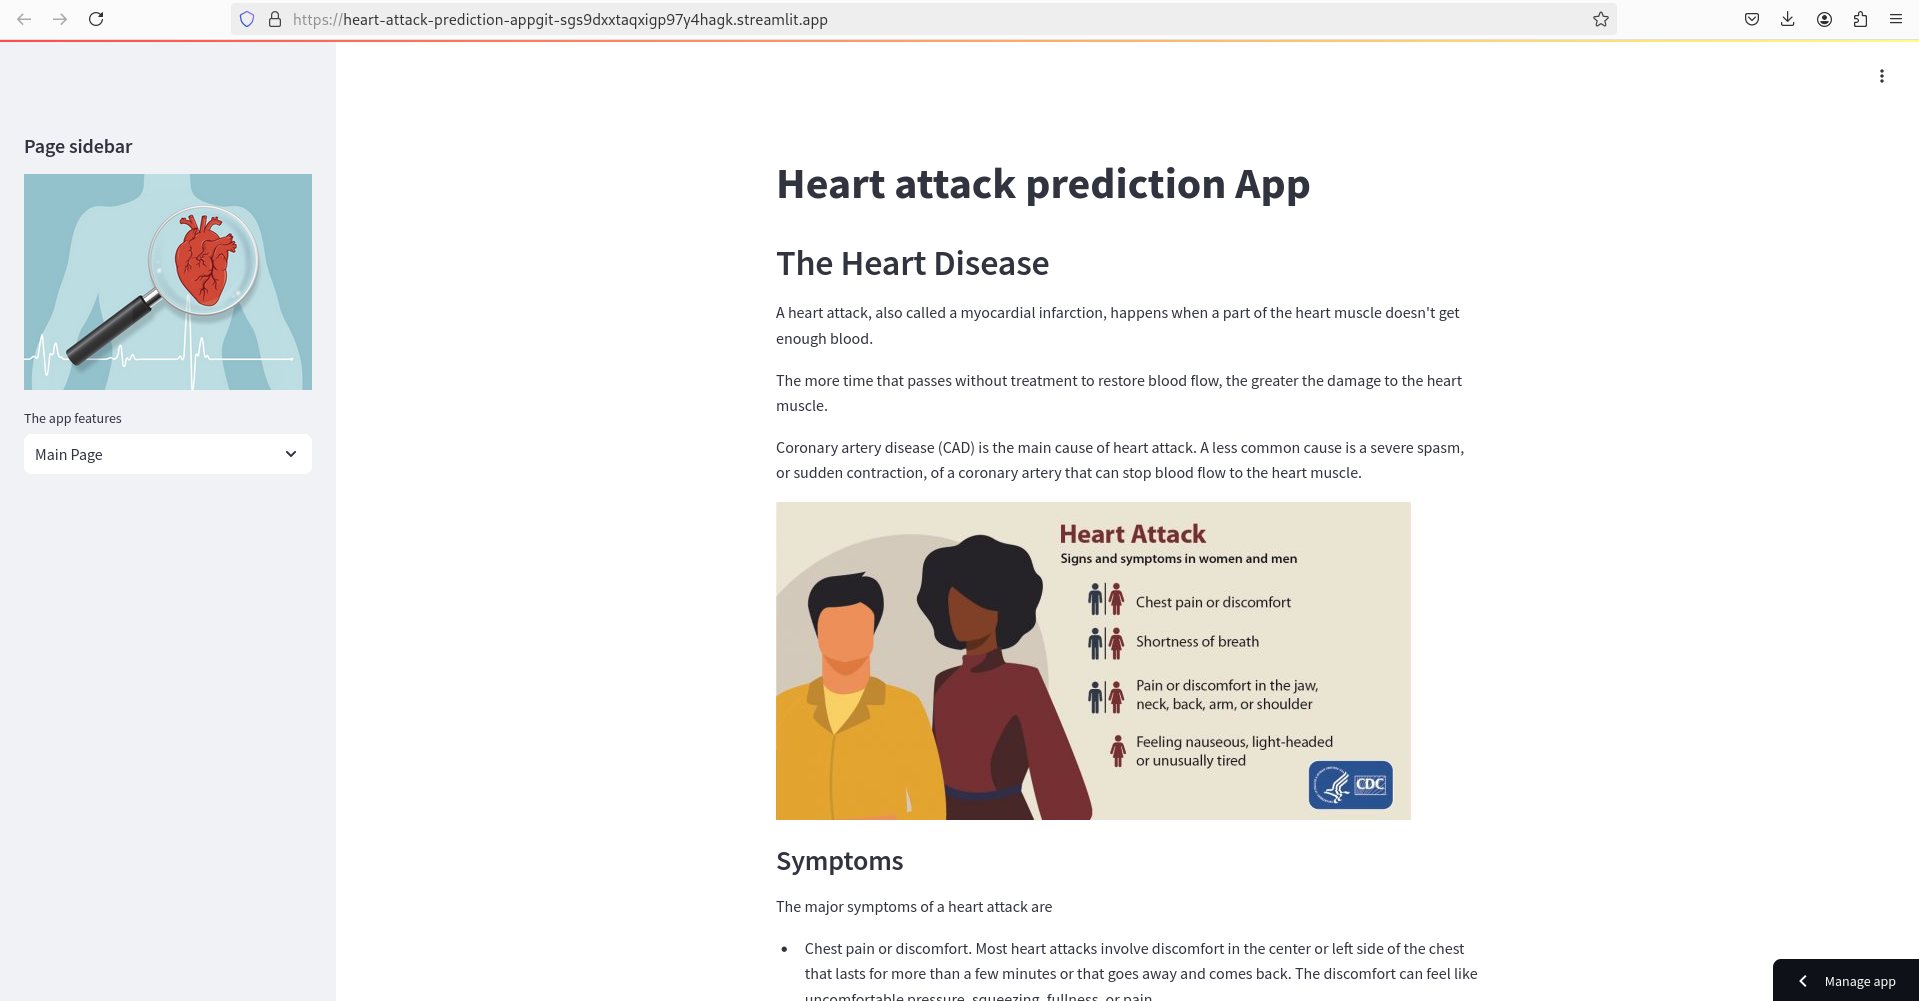 https://heart-attack-prediction-appgit-sgs9dxxtaqxigp97y4hagk.streamlit.app
Page sidebar
The app features
Main Page
Heart attack prediction App
The Heart Disease
A heart attack, also called a myocardial infarction, happens when a part of the heart muscle doesn't get
enough blood.
The more time that passes without treatment to restore blood flow, the greater the damage to the heart
muscle.
Coronary artery disease (CAD) is the main cause of heart attack. A less common cause is a severe spasm,
or sudden contraction, of a coronary artery that can stop blood flow to the heart muscle.
Heart Attack
Signs and symptoms in women and men
Chest pain or discomfort
Shortness of breath
Pain or discomfort in the jaw,
neck, back, arm, or shoulder
Feeling nauseous, light-headed
or unusually tired
CDC
Symptoms
The major symptoms of a heart attack are
• Chest pain or discomfort. Most heart attacks involve discomfort in the center or left side of the chest
that lasts for more than a few minutes or that goes away and comes back. The discomfort can feel like
uncomfortable pressure, squeezing, fullness, or pain.
Manage app